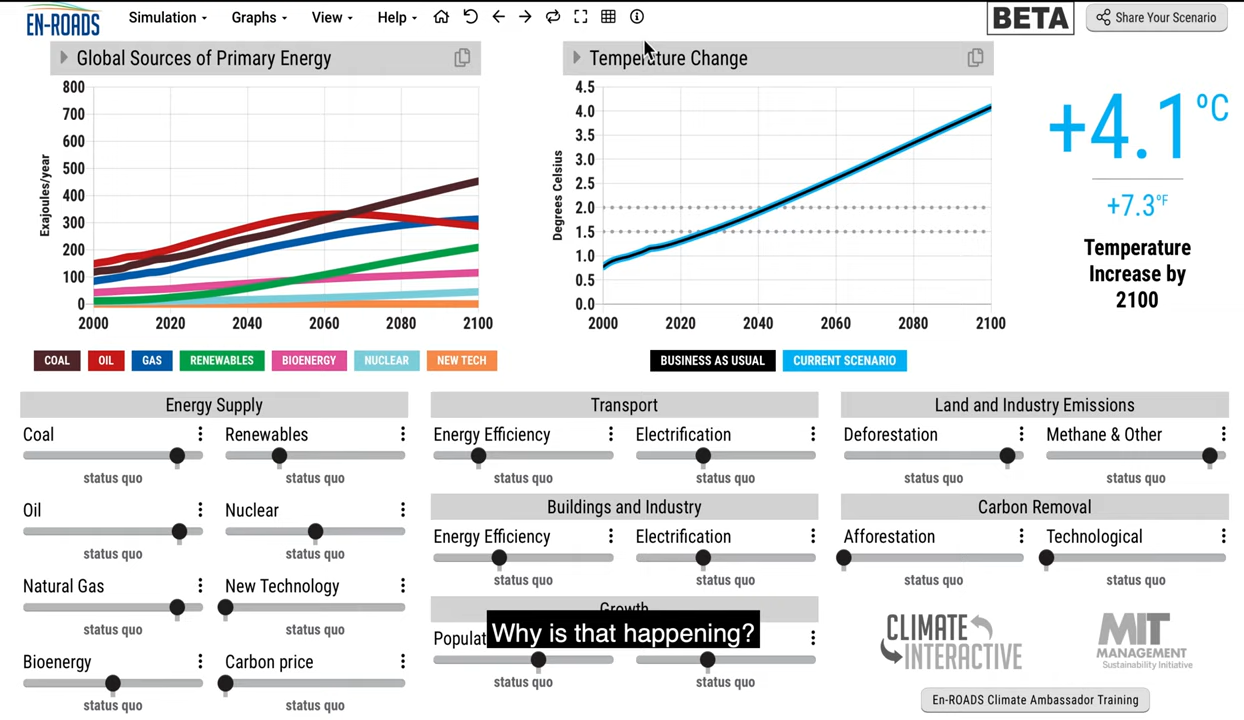 EN-ROADS
Simulation
Graphs
View
Help
BETA
Share Your Scenario
Global Sources of Primary Energy
Exajoules/year
800
700
600
500
400
300
200
100
0
2000 2020 2040 2060 2080 2100
COAL OIL GAS RENEWABLES BIOENERGY NUCLEAR NEW TECH
Temperature Change
Degrees Celsius
4.5
4.0
3.5
3.0
2.5
2.0
1.5
1.0
0.5
0.0
2000 2020 2040 2060 2080 2100
BUSINESS AS USUAL CURRENT SCENARIO
+4.1°C
+7.3°F
Temperature
Increase by
2100
Energy Supply
Coal
status quo
Renewables
status quo
Oil
status quo
Nuclear
status quo
Natural Gas
status quo
New Technology
status quo
Bioenergy
status quo
Carbon price
status quo
Transport
Energy Efficiency
status quo
Electrification
status quo
Buildings and Industry
Energy Efficiency
status quo
Electrification
status quo
Growth
Populat
status quo
status quo
Why is that happening?
Land and Industry Emissions
Deforestation
status quo
Methane & Other
status quo
Carbon Removal
Afforestation
status quo
Technological
status quo
CLIMATE
INTERACTIVE
MIT
MANAGEMENT
Sustainability Initiative
En-ROADS Climate Ambassador Training